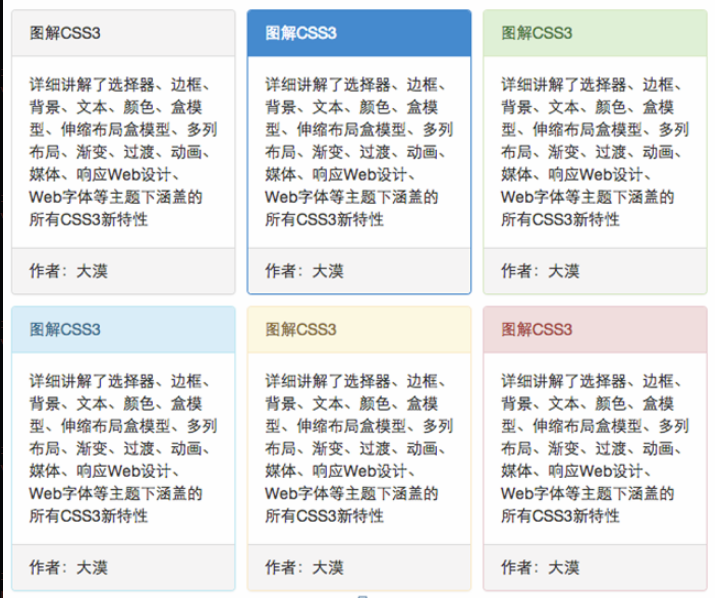 图解CSS3
详细讲解了选择器、边框、
背景、文本、颜色、盒模
型、伸缩布局盒模型、多列
布局、渐变、过渡、动画、
媒体、响应Web设计、
Web字体等主题下涵盖的
所有CSS3新特性
作者：大漠
图解CSS3
详细讲解了选择器、边框、
背景、文本、颜色、盒模
型、伸缩布局盒模型、多列
布局、渐变、过渡、动画、
媒体、响应Web设计、
Web字体等主题下涵盖的
所有CSS3新特性
作者：大漠
图解CSS3
详细讲解了选择器、边框、
背景、文本、颜色、盒模
型、伸缩布局盒模型、多列
布局、渐变、过渡、动画、
媒体、响应Web设计、
Web字体等主题下涵盖的
所有CSS3新特性
作者：大漠
图解CSS3
详细讲解了选择器、边框、
背景、文本、颜色、盒模
型、伸缩布局盒模型、多列
布局、渐变、过渡、动画、
媒体、响应Web设计、
Web字体等主题下涵盖的
所有CSS3新特性
作者：大漠
图解CSS3
详细讲解了选择器、边框、
背景、文本、颜色、盒模
型、伸缩布局盒模型、多列
布局、渐变、过渡、动画、
媒体、响应Web设计、
Web字体等主题下涵盖的
所有CSS3新特性
作者：大漠
图解CSS3
详细讲解了选择器、边框、
背景、文本、颜色、盒模
型、伸缩布局盒模型、多列
布局、渐变、过渡、动画、
媒体、响应Web设计、
Web字体等主题下涵盖的
所有CSS3新特性
作者：大漠